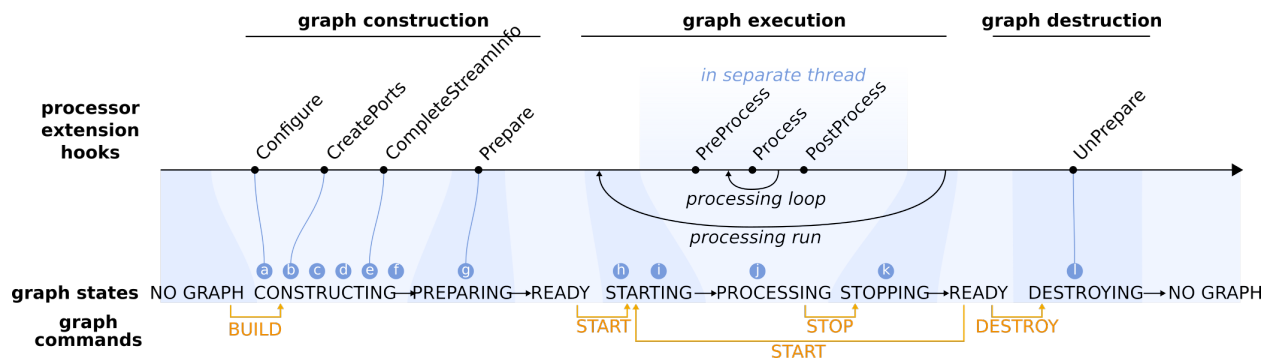 graph construction
graph execution
graph destruction
in separate thread
processor
extension
hooks
Configure
CreatePorts
CompleteStreamInfo
Prepare
PreProcess
Process
PostProcess
UnPrepare
processing loop
processing run
a b c d e f g h i j k l
graph states NO GRAPH CONSTRUCTING PREPARING READY STARTING PROCESSING STOPPING READY DESTROYING NO GRAPH
graph
commands
BUILD START STOP DESTROY
START